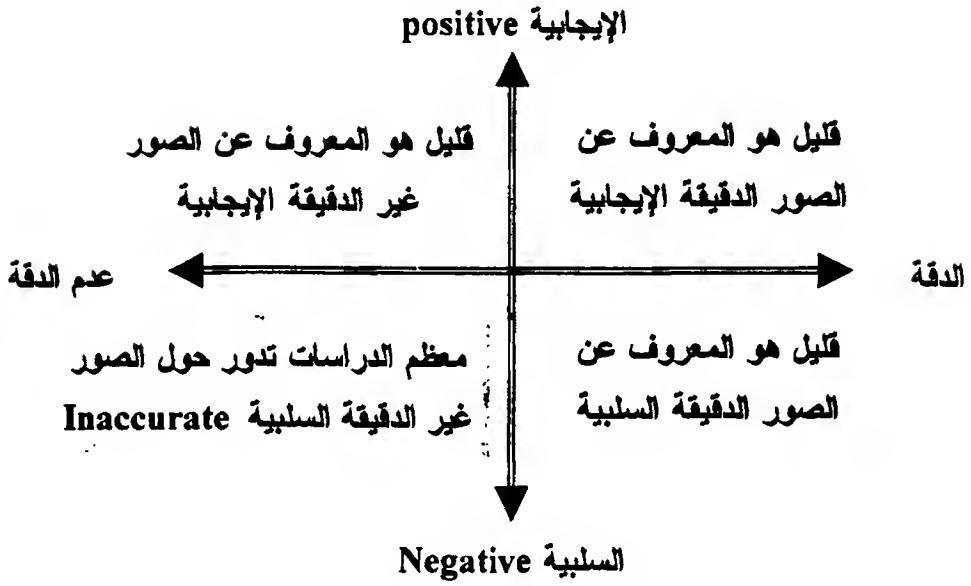 الإيجابية positive
قليل هو المعروف عن
الصور الدقيقة الإيجابية
قليل هو المعروف عن الصور
غير الدقيقة الإيجابية
الدقة
عدم الدقة
قليل هو المعروف عن
الصور الدقيقة السلبية
معظم الدراسات تدور حول الصور
غير الدقيقة السلبية Inaccurate
السلبية Negative